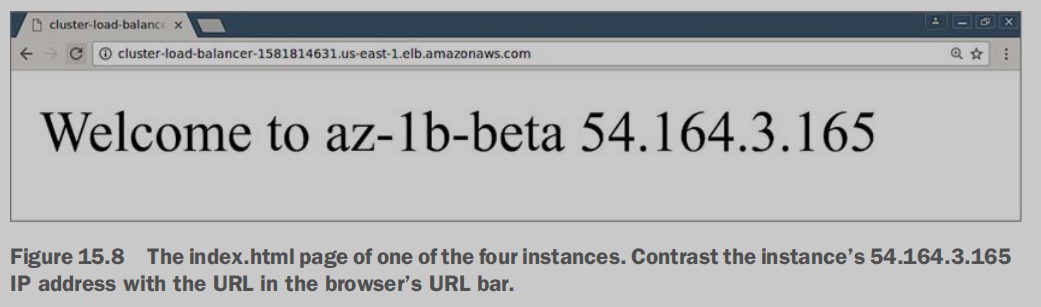 cluster-load-balanc
cluster-load-balancer-1581814631.us-east-1.elb.amazonaws.com
Welcome to az-1b-beta 54.164.3.165
Figure 15.8 The index.html page of one of the four instances. Contrast the instance’s 54.164.3.165
IP address with the URL in the browser’s URL bar.